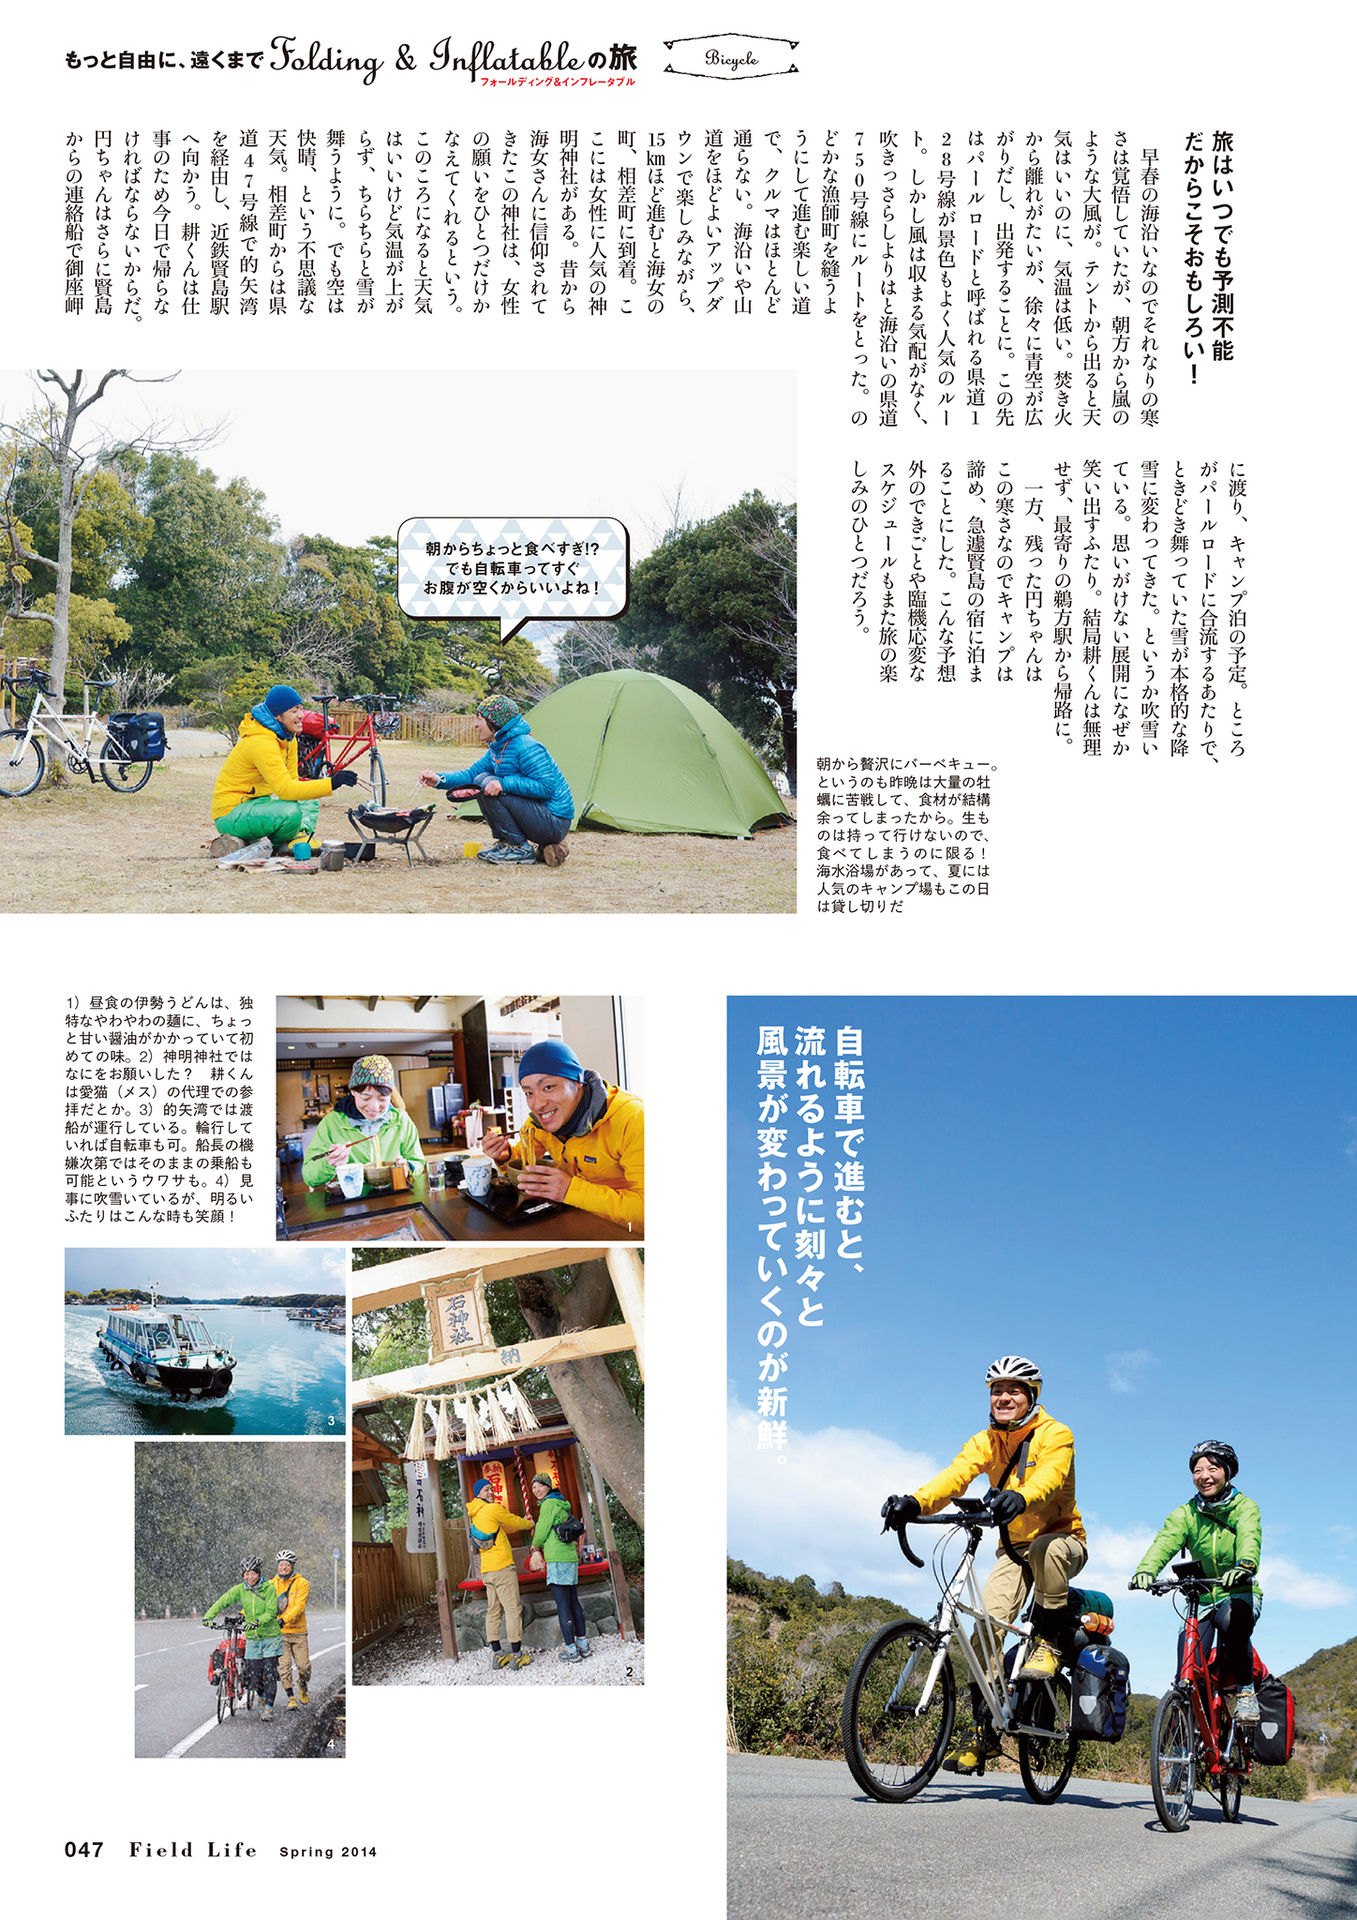 もっと自由に、遠くまで Folding & Inflatableの旅
フォールディング&インフレータブル
Bicycle
旅はいつでも予測不能
だからこそおもしろい！
早春の海沿いなのでそれなりの寒
さは覚悟していたが、朝方から嵐の
ような大風が。テントから出ると天
気はいいのに、気温は低い。焚き火
から離れがたいが、徐々に青空が広
がりだし、出発することに。この先
はパールロードと呼ばれる県道１
２８号線が景色もよく人気のルー
ト。しかし風は収まる気配がなく、
吹きっさらしよりはと海沿いの県道
７５０号線にルートをとった。の
どかな漁師町を縫うよ
うにして進む楽しい道
で、クルマはほとんど
通らない。海沿いや山
道をほどよいアップダ
ウンで楽しみながら、
15㎞ほど進むと海女の
町、相差町に到着。こ
こには女性に人気の神
明神社がある。昔から
海女さんに信仰されて
きたこの神社は、女性
の願いをひとつだけか
なえてくれるという。
このころになると天気
はいいけど気温が上が
らず、ちらちらと雪が
舞うように。でも空は
快晴、という不思議な
天気。相差町からは県
道４７号線で的矢湾
を経由し、近鉄賢島駅
へ向かう。耕くんは仕
事のため今日で帰らな
ければならないからだ。
円ちゃんはさらに賢島
からの連絡船で御座岬
に渡り、キャンプ泊の予定。ところ
がパールロードに合流するあたりで、
ときどき舞っていた雪が本格的な降
雪に変わってきた。というか吹雪い
ている。思いがけない展開になぜか
笑い出すふたり。結局耕くんは無理
せず、最寄りの鵜方駅から帰路に。
一方、残った円ちゃんは
この寒さなのでキャンプは
諦め、急遽賢島の宿に泊ま
ることにした。こんな予想
外のできごとや臨機応変な
スケジュールもまた旅の楽
しみのひとつだろう。
朝からちょっと食べすぎ!?
でも自転車ってすぐ
お腹が空くからいいよね！
朝から贅沢にバーベキュー。
というのも昨晩は大量の牡
蠣に苦戦して、食材が結構
余ってしまったから。生も
のは持って行けないので、
食べてしまうのに限る！
海水浴場があって、夏には
人気のキャンプ場もこの日
は貸し切りだ
1）昼食の伊勢うどんは、独
特なやわやわの麺に、ちょっ
と甘い醤油がかかっていて初
めての味。2）神明神社では
なにをお願いした？　耕くん
は愛猫（メス）の代理での参
拝だとか。3）的矢湾では渡
船が運行している。輪行して
いれば自転車も可。船長の機
嫌次第ではそのままの乗船も
可能というウワサも。4）見
事に吹雪いているが、明るい
ふたりはこんな時も笑顔！
1
3
石神社
納
奉納
石神
2
4
自転車で進むと、
流れるように刻々と
風景が変わっていくのが新鮮。
047 Field Life Spring 2014